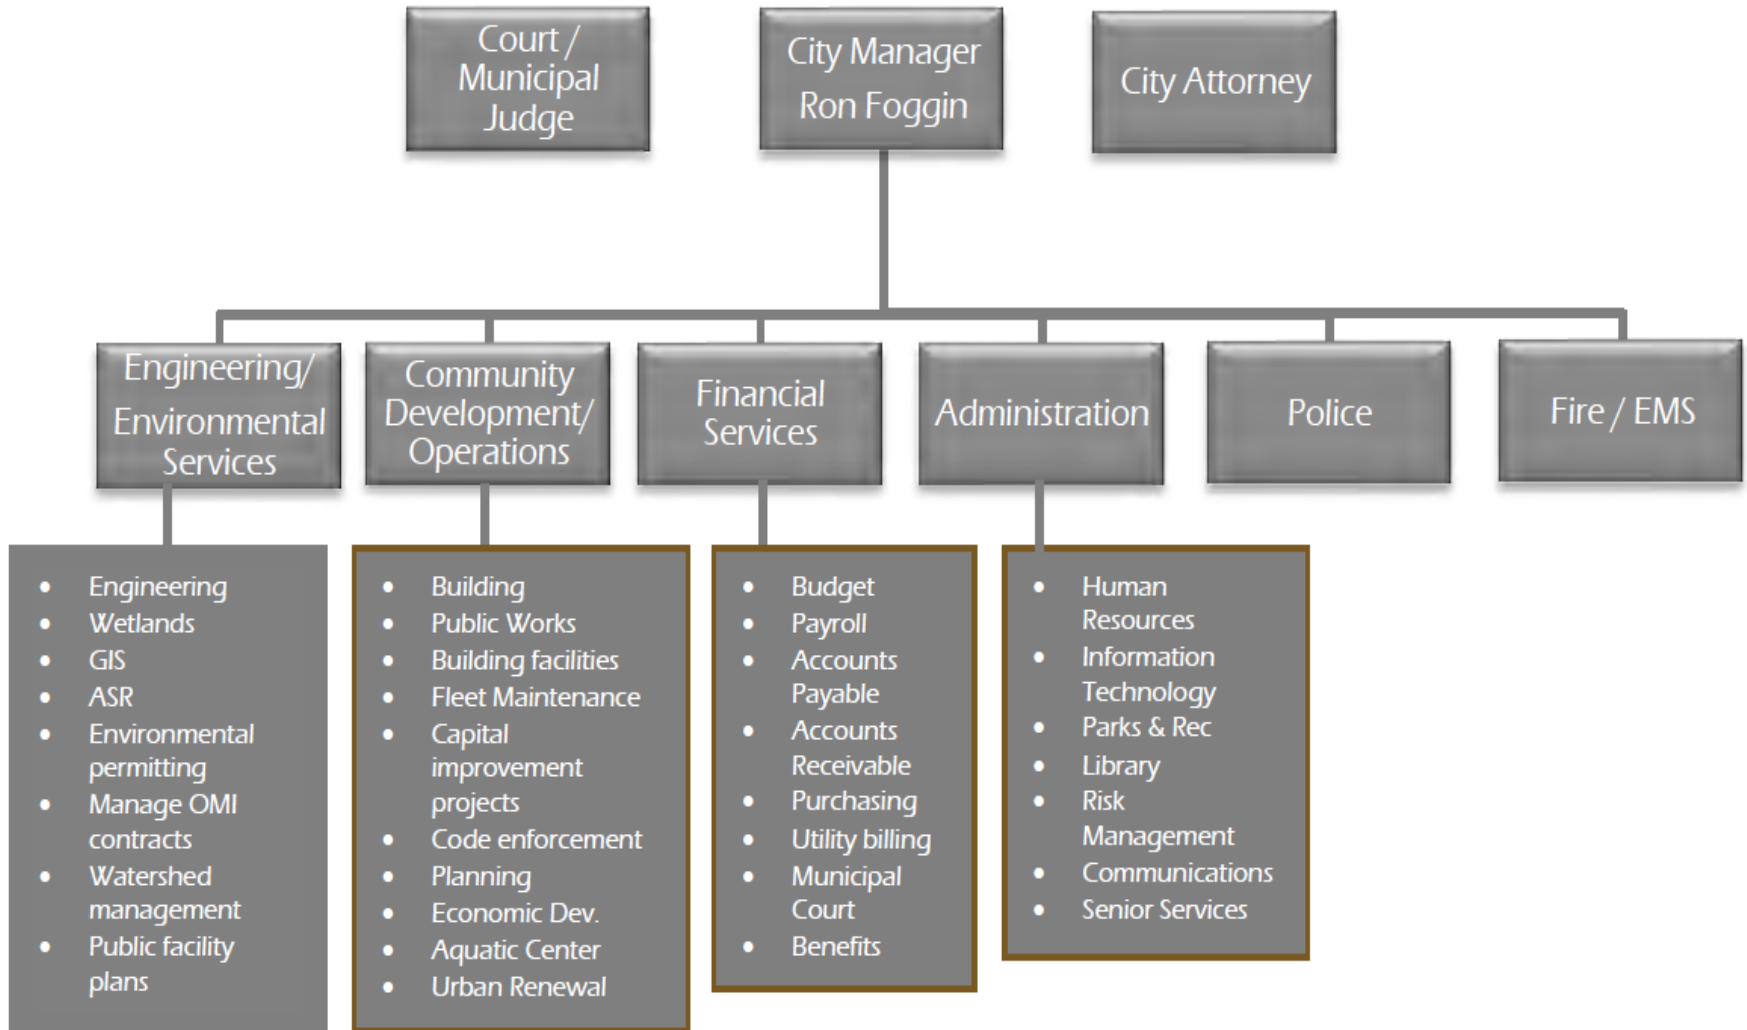 Court /
Municipal
Judge
City Manager
Ron Foggin
City Attorney
Engineering/
Environmental
Services
Community
Development/
Operations
Financial
Services
Administration
Police
Fire / EMS
• Engineering
• Wetlands
• GIS
• ASR
• Environmental
permitting
• Manage OMI
contracts
• Watershed
management
• Public facility
plans
• Building
• Public Works
• Building facilities
• Fleet Maintenance
• Capital
improvement
projects
• Code enforcement
• Planning
• Economic Dev.
• Aquatic Center
• Urban Renewal
• Budget
• Payroll
• Accounts
Payable
• Accounts
Receivable
• Purchasing
• Utility billing
• Municipal
Court
• Benefits
• Human
Resources
• Information
Technology
• Parks & Rec
• Library
• Risk
Management
• Communications
• Senior Services